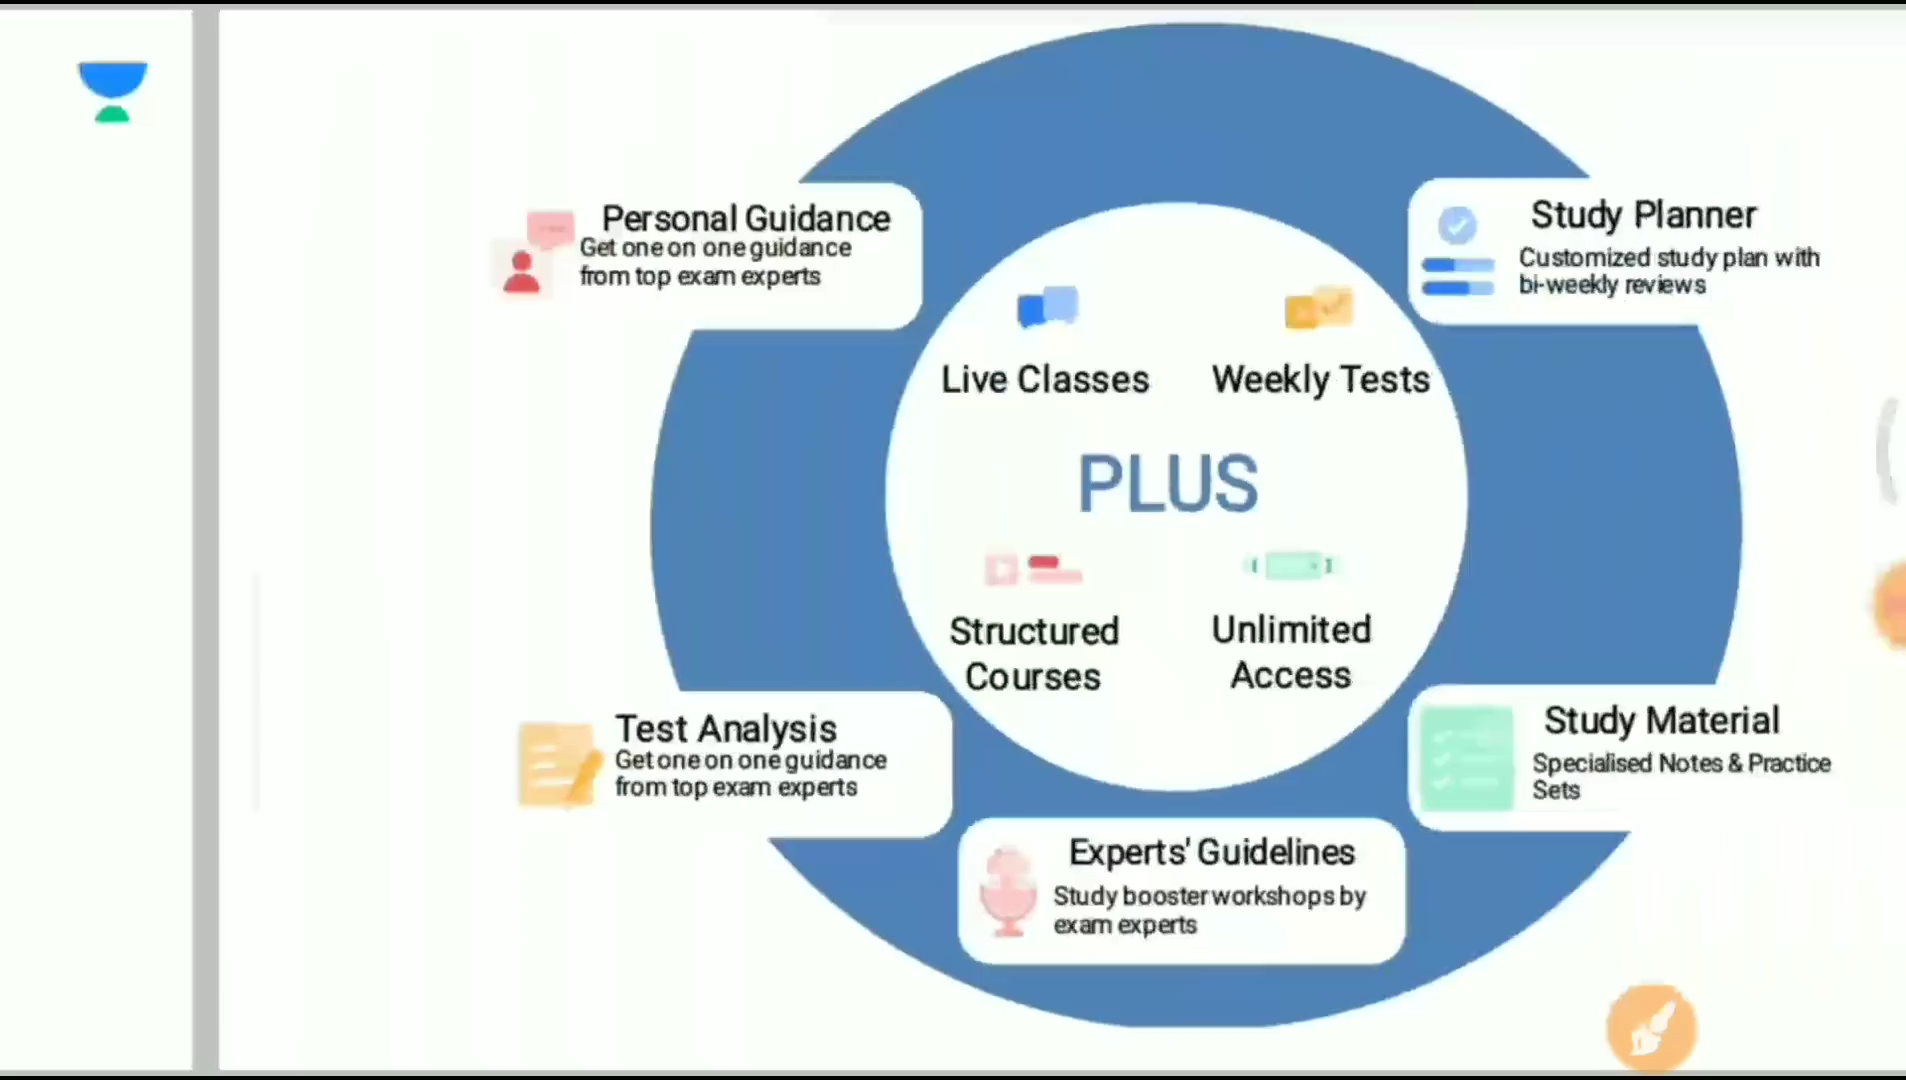 Personal Guidance
Get one on one guidance
from top exam experts
Study Planner
Customized study plan with
bi-weekly reviews
Live Classes
Weekly Tests
PLUS
Structured
Courses
Unlimited
Access
Test Analysis
Get one on one guidance
from top exam experts
Study Material
Specialised Notes & Practice
Sets
Experts' Guidelines
Study booster workshops by
exam experts